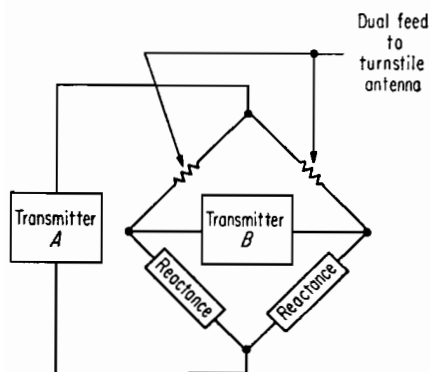 Dual feed
to
turnstile
antenna
Transmitter
A
Transmitter
B
Reactance
Reactance